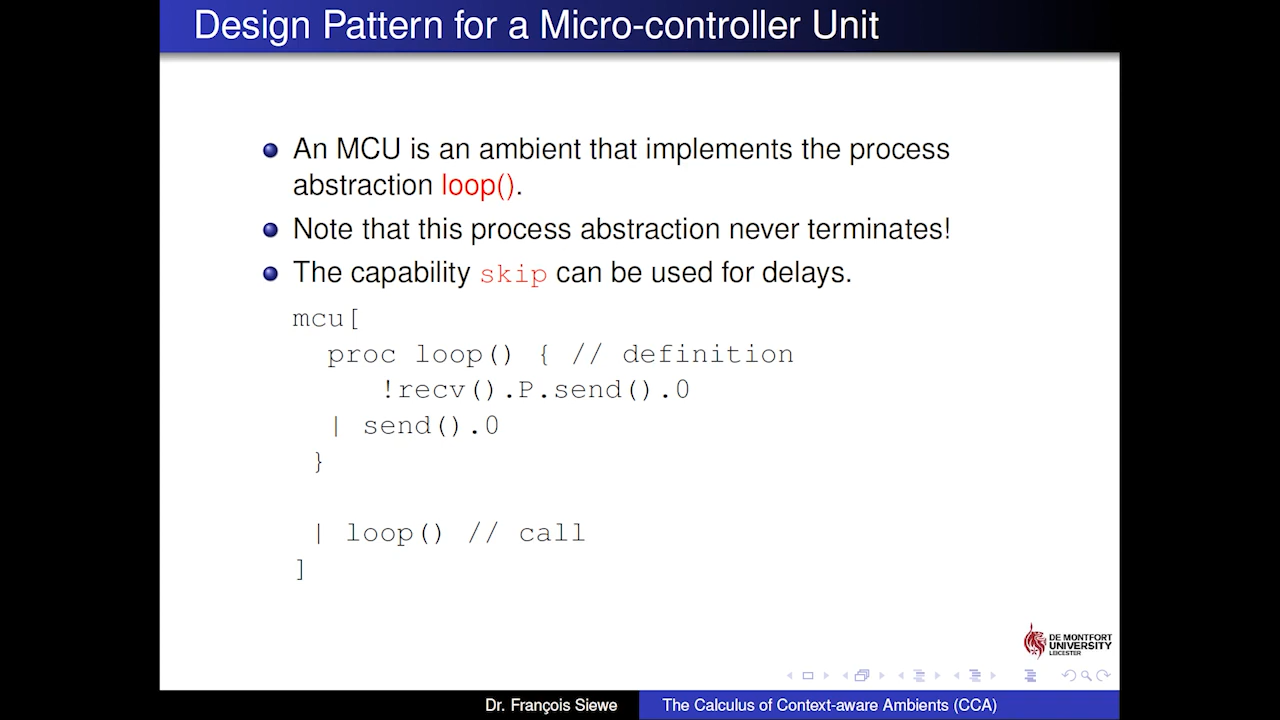 Design Pattern for a Micro-controller Unit
An MCU is an ambient that implements the process
abstraction loop().
Note that this process abstraction never terminates!
The capability skip can be used for delays.
mcu[
proc loop() { // definition
!recv().P.send().0
| send().0
}
| loop() // call
]
DE MONTFORT
UNIVERSITY
LEICESTER
Dr. François Siewe
The Calculus of Context-aware Ambients (CCA)